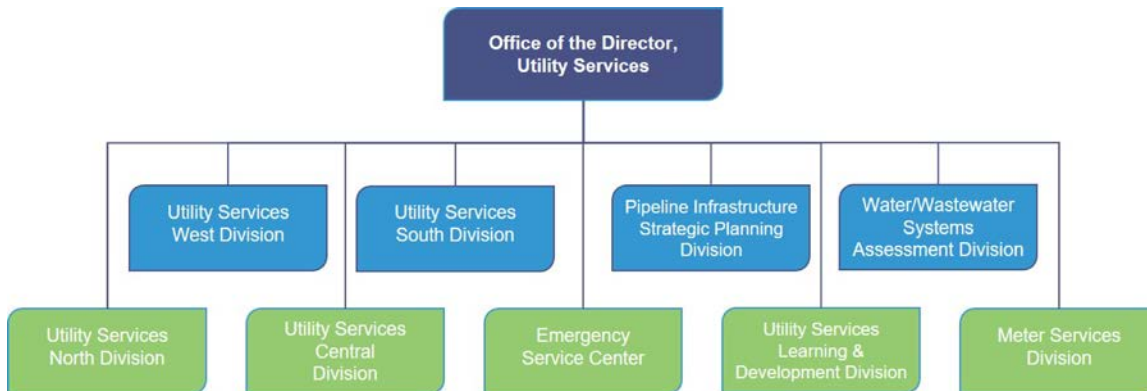 Office of the Director,
Utility Services
Utility Services
West Division
Utility Services
South Division
Pipeline Infrastructure
Strategic Planning
Division
Water/Wastewater
Systems
Assessment Division
Utility Services
North Division
Utility Services
Central
Division
Emergency
Service Center
Utility Services
Learning &
Development Division
Meter Services
Division